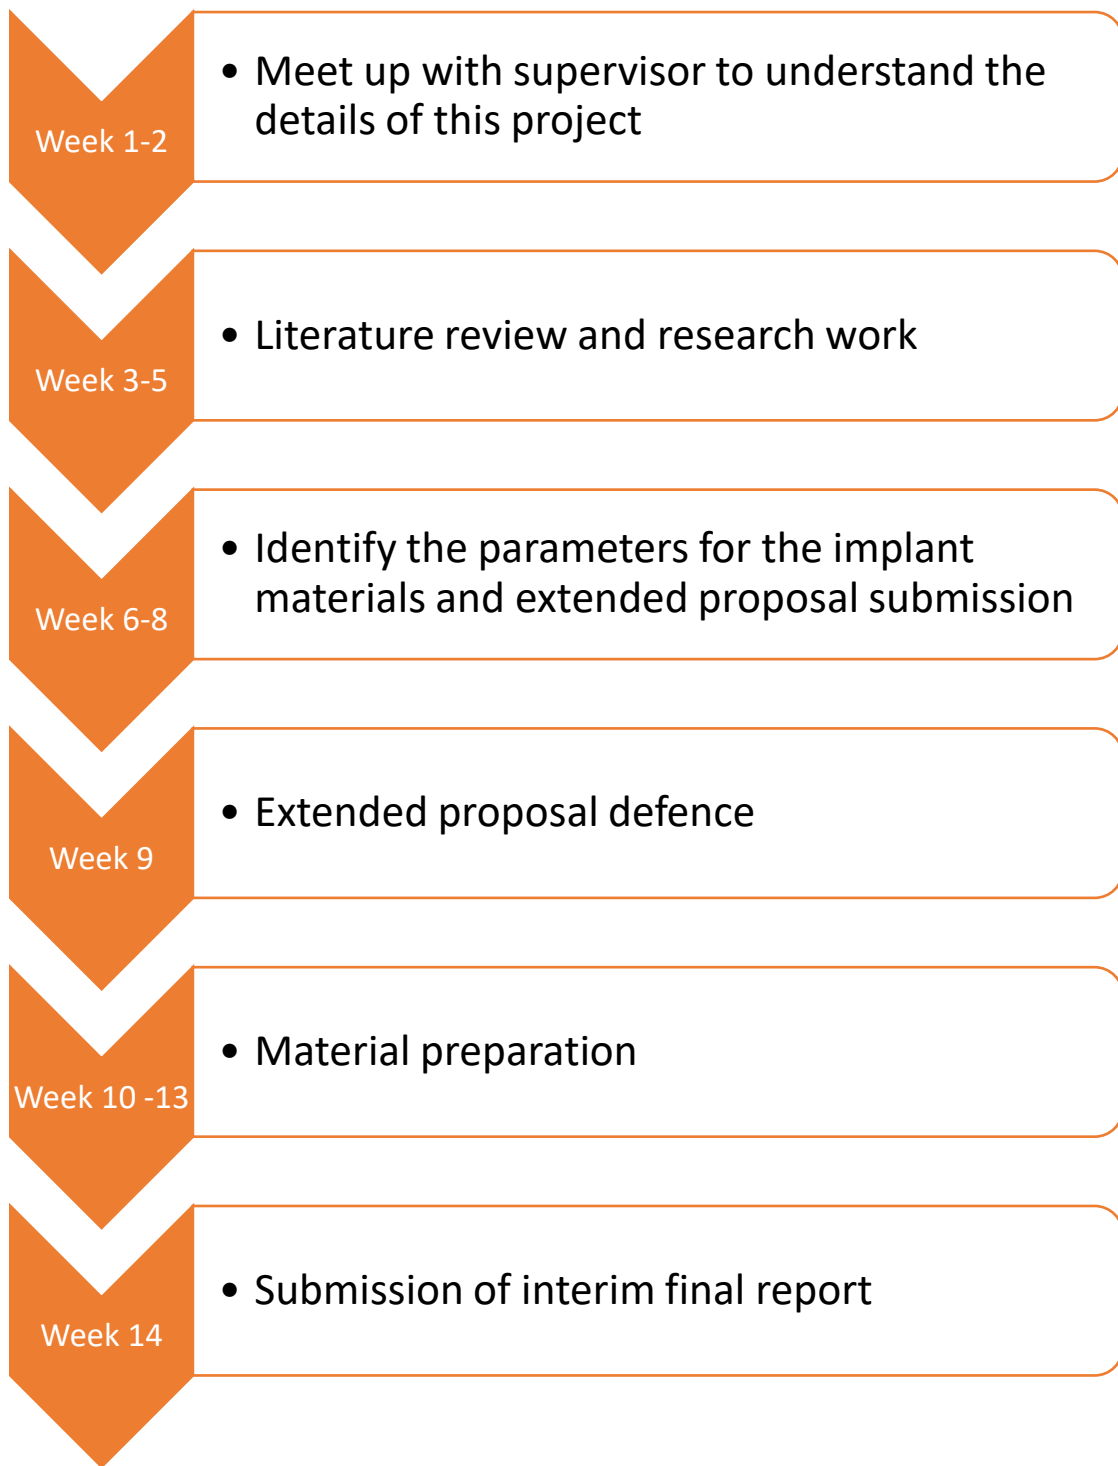 Week 1-2
• Meet up with supervisor to understand the
details of this project
Week 3-5
• Literature review and research work
Week 6-8
• Identify the parameters for the implant
materials and extended proposal submission
Week 9
• Extended proposal defence
Week 10 -13
• Material preparation
Week 14
• Submission of interim final report